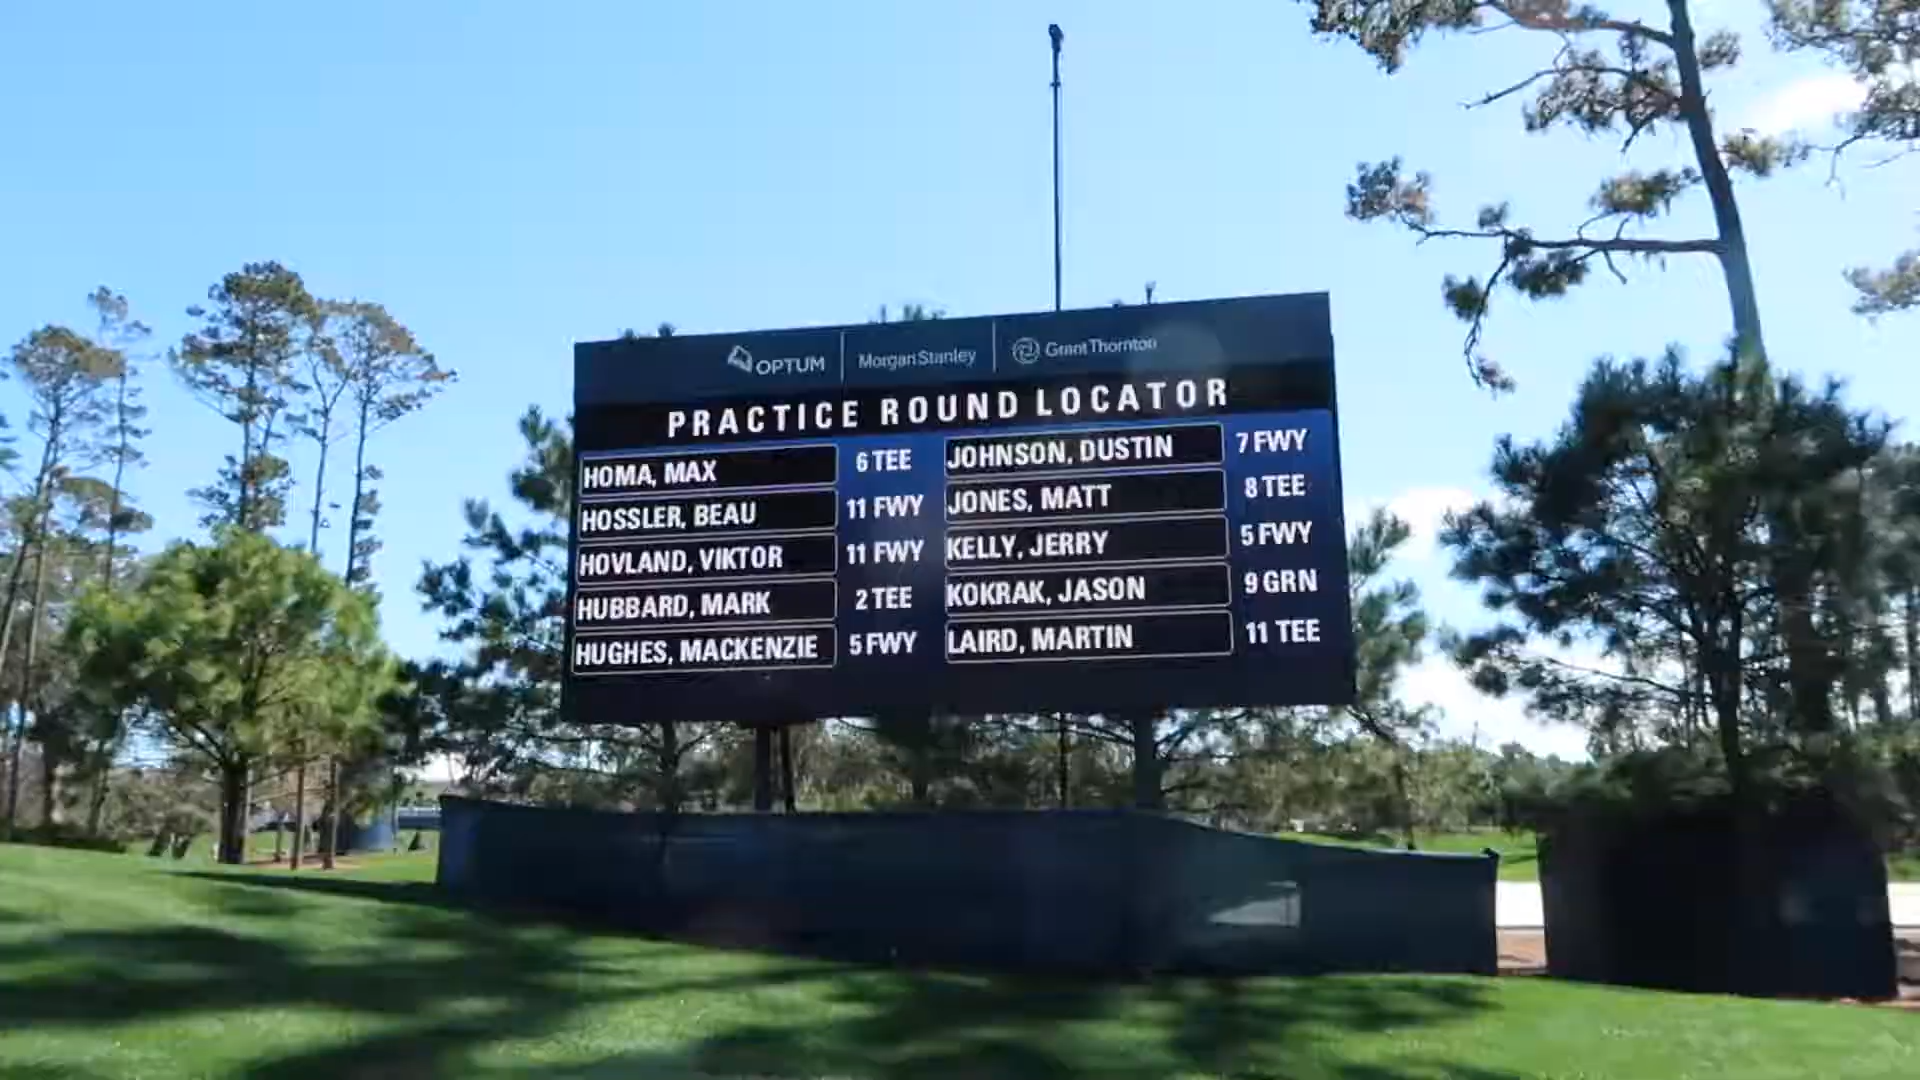 OPTUM Morgan Stanley Grant Thornton
PRACTICE ROUND LOCATOR
HOMA, MAX 6 TEE
HOSSLER, BEAU 11 FWY
HOVLAND, VIKTOR 11 FWY
HUBBARD, MARK 2 TEE
HUGHES, MACKENZIE 5 FWY
JOHNSON, DUSTIN 7 FWY
JONES, MATT 8 TEE
KELLY, JERRY 5 FWY
KOKRAK, JASON 9 GRN
LAIRD, MARTIN 11 TEE